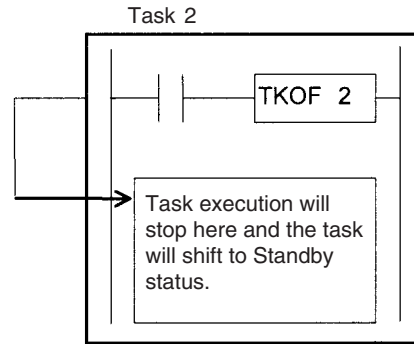 Task 2
TKOF 2
Task execution will
stop here and the task
will shift to Standby
status.